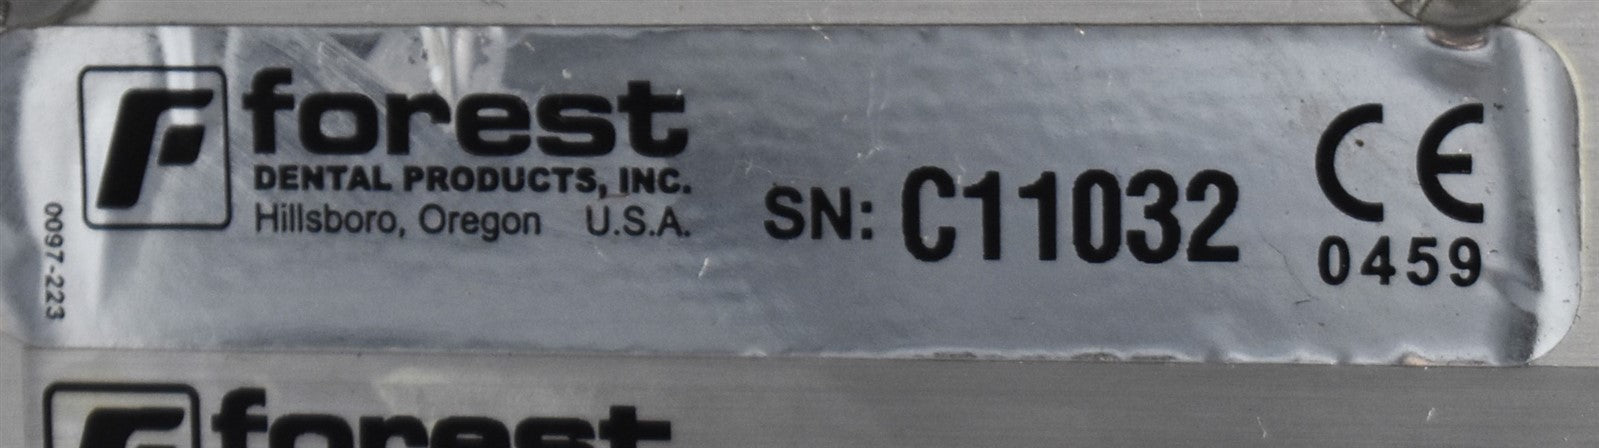 forest
DENTAL PRODUCTS, INC.
Hillsboro, Oregon U.S.A.
SN: C11032
CE
0459
0097-223
forest